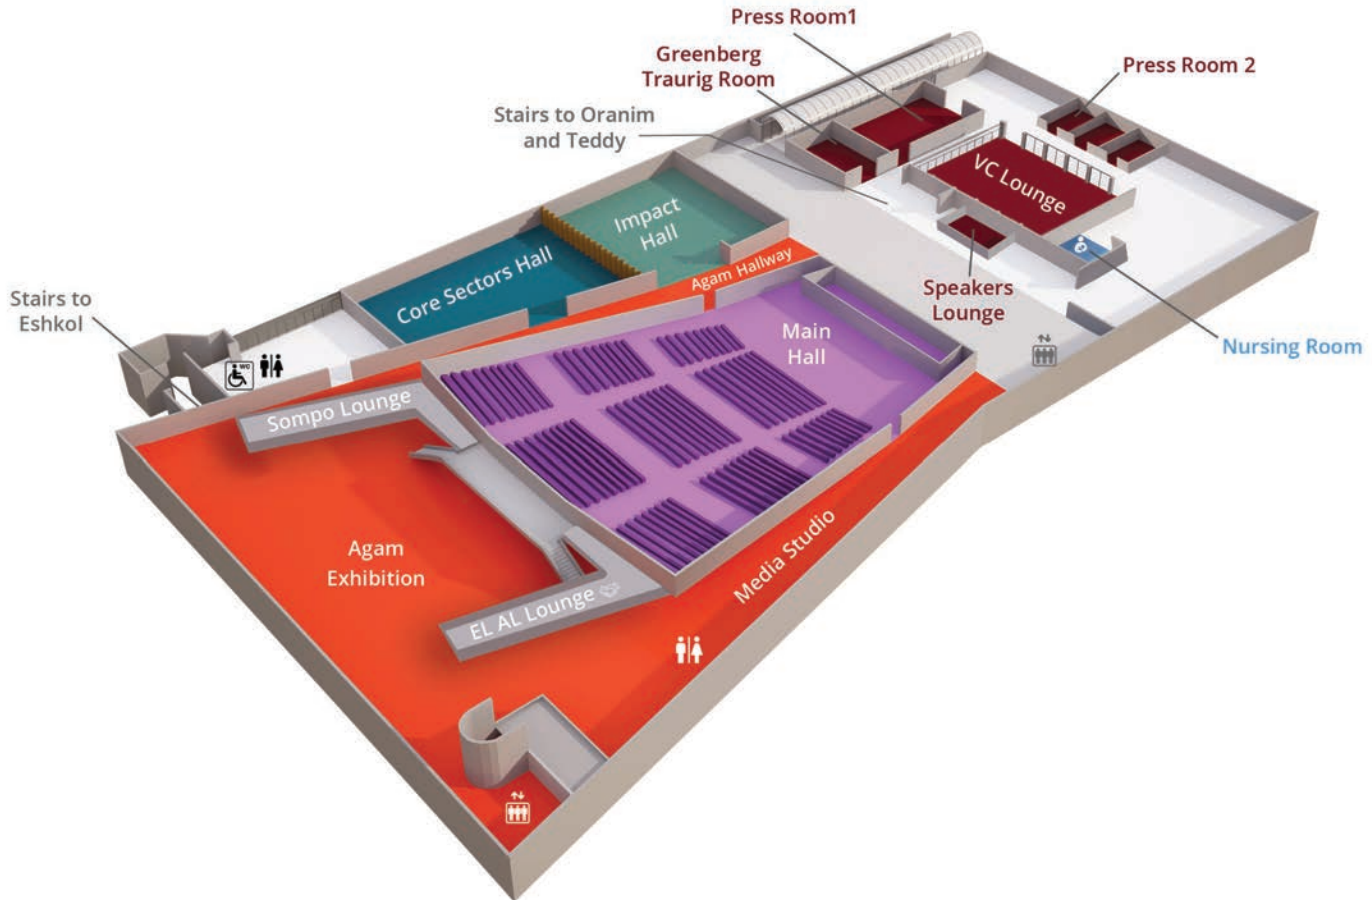 Press Room1
Greenberg
Traurig Room
Press Room 2
Stairs to Oranim
and Teddy
VC Lounge
Impact
Hall
Core Sectors Hall
Agam Hallway
Speakers
Lounge
Stairs to
Eshkol
Main
Hall
Nursing Room
WC
Sompo Lounge
Agam
Exhibition
Media Studio
EL AL Lounge